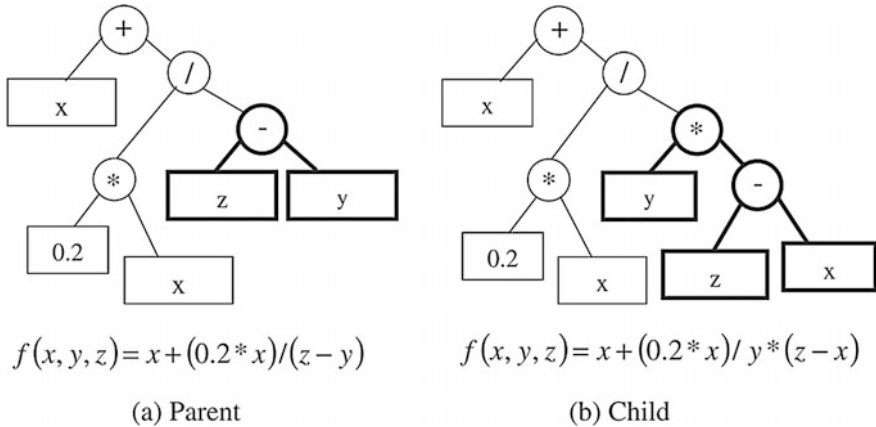 +
/
x
-
*
z
y
0.2
x
f(x, y, z) = x + (0.2 * x) / (z − y)
(a) Parent
+
/
x
*
*
y
-
0.2
x
z
x
f(x, y, z) = x + (0.2 * x) / y * (z − x)
(b) Child